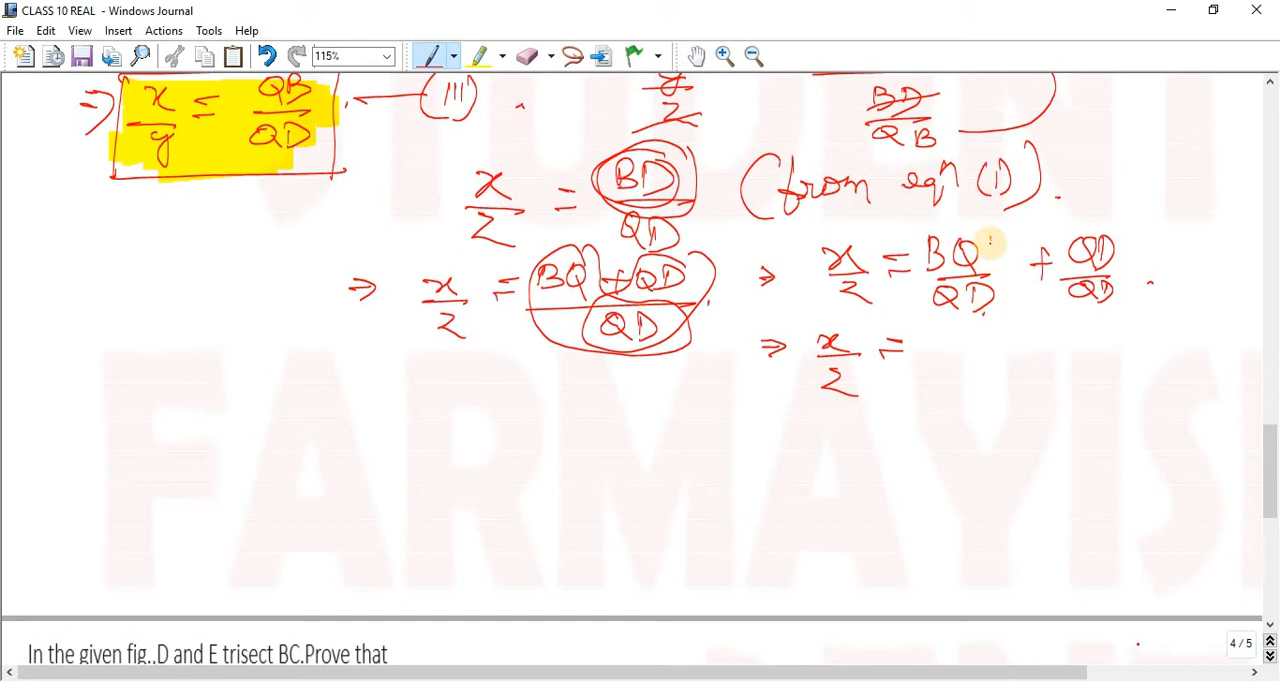 CLASS 10 REAL - Windows Journal
File Edit View Insert Actions Tools Help
115%
⇒ x/y = QB/QD ← (III)
y/z
BD/QB
x/z = BD/QD (from eqn (I)).
⇒ x/z = BQ + QD/QD
⇒ x/z = BQ/QD + QD/QD.
⇒ x/z =
STUDENT
FARMAYISH
4 / 5
In the given fig.,D and E trisect BC.Prove that